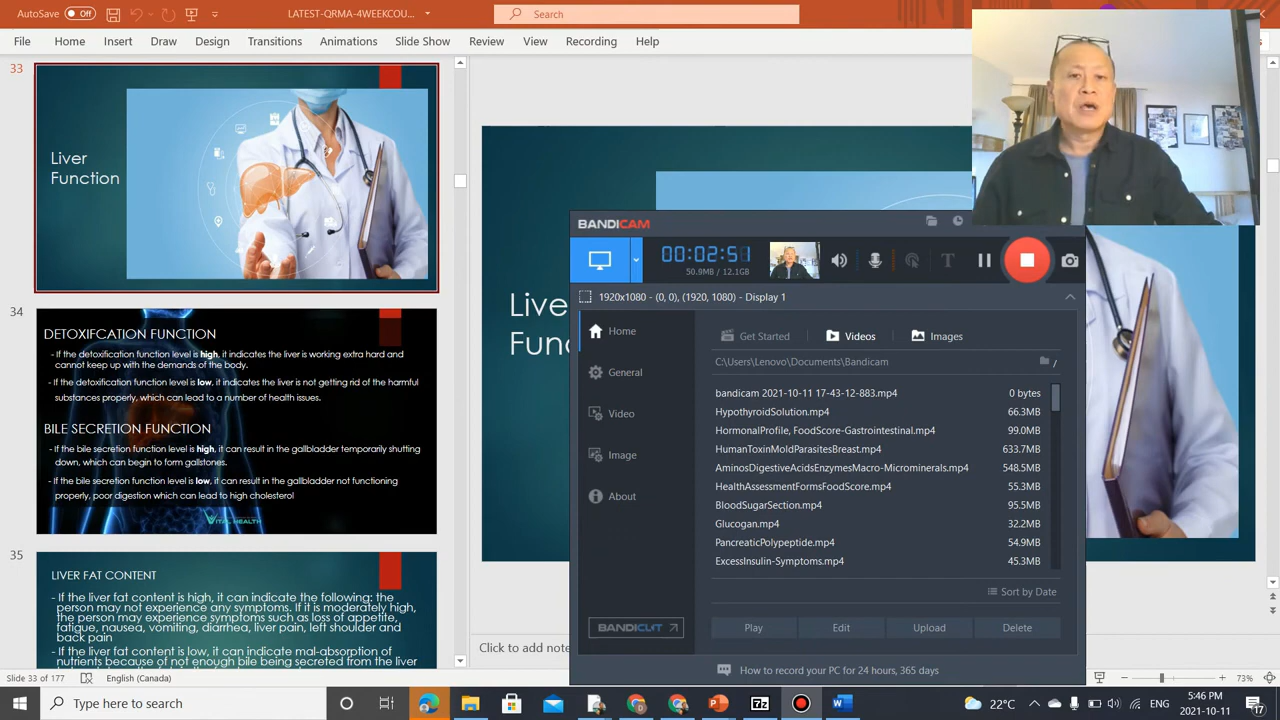 AutoSave Off LATEST-QRMA-4WEEKCOU... Search
File Home Insert Draw Design Transitions Animations Slide Show Review View Recording Help
33
Liver
Function
34
DETOXIFCATION FUNCTION
- If the detoxification function level is high, it indicates the liver is working extra hard and
cannot keep up with the demands of the body.
- If the detoxification function level is low, it indicates the liver is not getting rid of the harmful
substances properly, which can lead to a number of health issues.
BILE SECRETION FUNCTION
- If the bile secretion function level is high, it can result in the gallbladder temporarily shutting
down, which can begin to form gallstones.
- If the bile secretion function level is low, it can result in the gallbladder not functioning
properly, poor digestion which can lead to high cholesterol
VITAL HEALTH
35
LIVER FAT CONTENT
- If the liver fat content is high, it can indicate the following: the
person may not experience any symptoms. If it is moderately high,
the person may experience symptoms such as loss of appetite,
fatigue, nausea, vomiting, diarrhea, liver pain, left shoulder and
back pain
- If the liver fat content is low, it can indicate mal-absorption of
nutrients because of not enough bile being secreted from the liver
Live
Fun
BANDICAM
00:02:51
50.9MB / 12.1GB
1920x1080 - (0, 0), (1920, 1080) - Display 1
Home
General
Video
Image
About
BANDICUT
Get Started Videos Images
C:\Users\Lenovo\Documents\Bandicam /
bandicam 2021-10-11 17-43-12-883.mp4 0 bytes
HypothyroidSolution.mp4 66.3MB
HormonalProfile, FoodScore-Gastrointestinal.mp4 99.0MB
HumanToxinMoldParasitesBreast.mp4 633.7MB
AminosDigestiveAcidsEnzymesMacro-Microminerals.mp4 548.5MB
HealthAssessmentFormsFoodScore.mp4 55.3MB
BloodSugarSection.mp4 95.5MB
Glucogan.mp4 32.2MB
PancreaticPolypeptide.mp4 54.9MB
ExcessInsulin-Symptoms.mp4 45.3MB
Sort by Date
Play Edit Upload Delete
How to record your PC for 24 hours, 365 days
Click to add note
Slide 33 of 177 English (Canada) 73%
Type here to search 22°C ENG 5:46 PM
2021-10-11 17